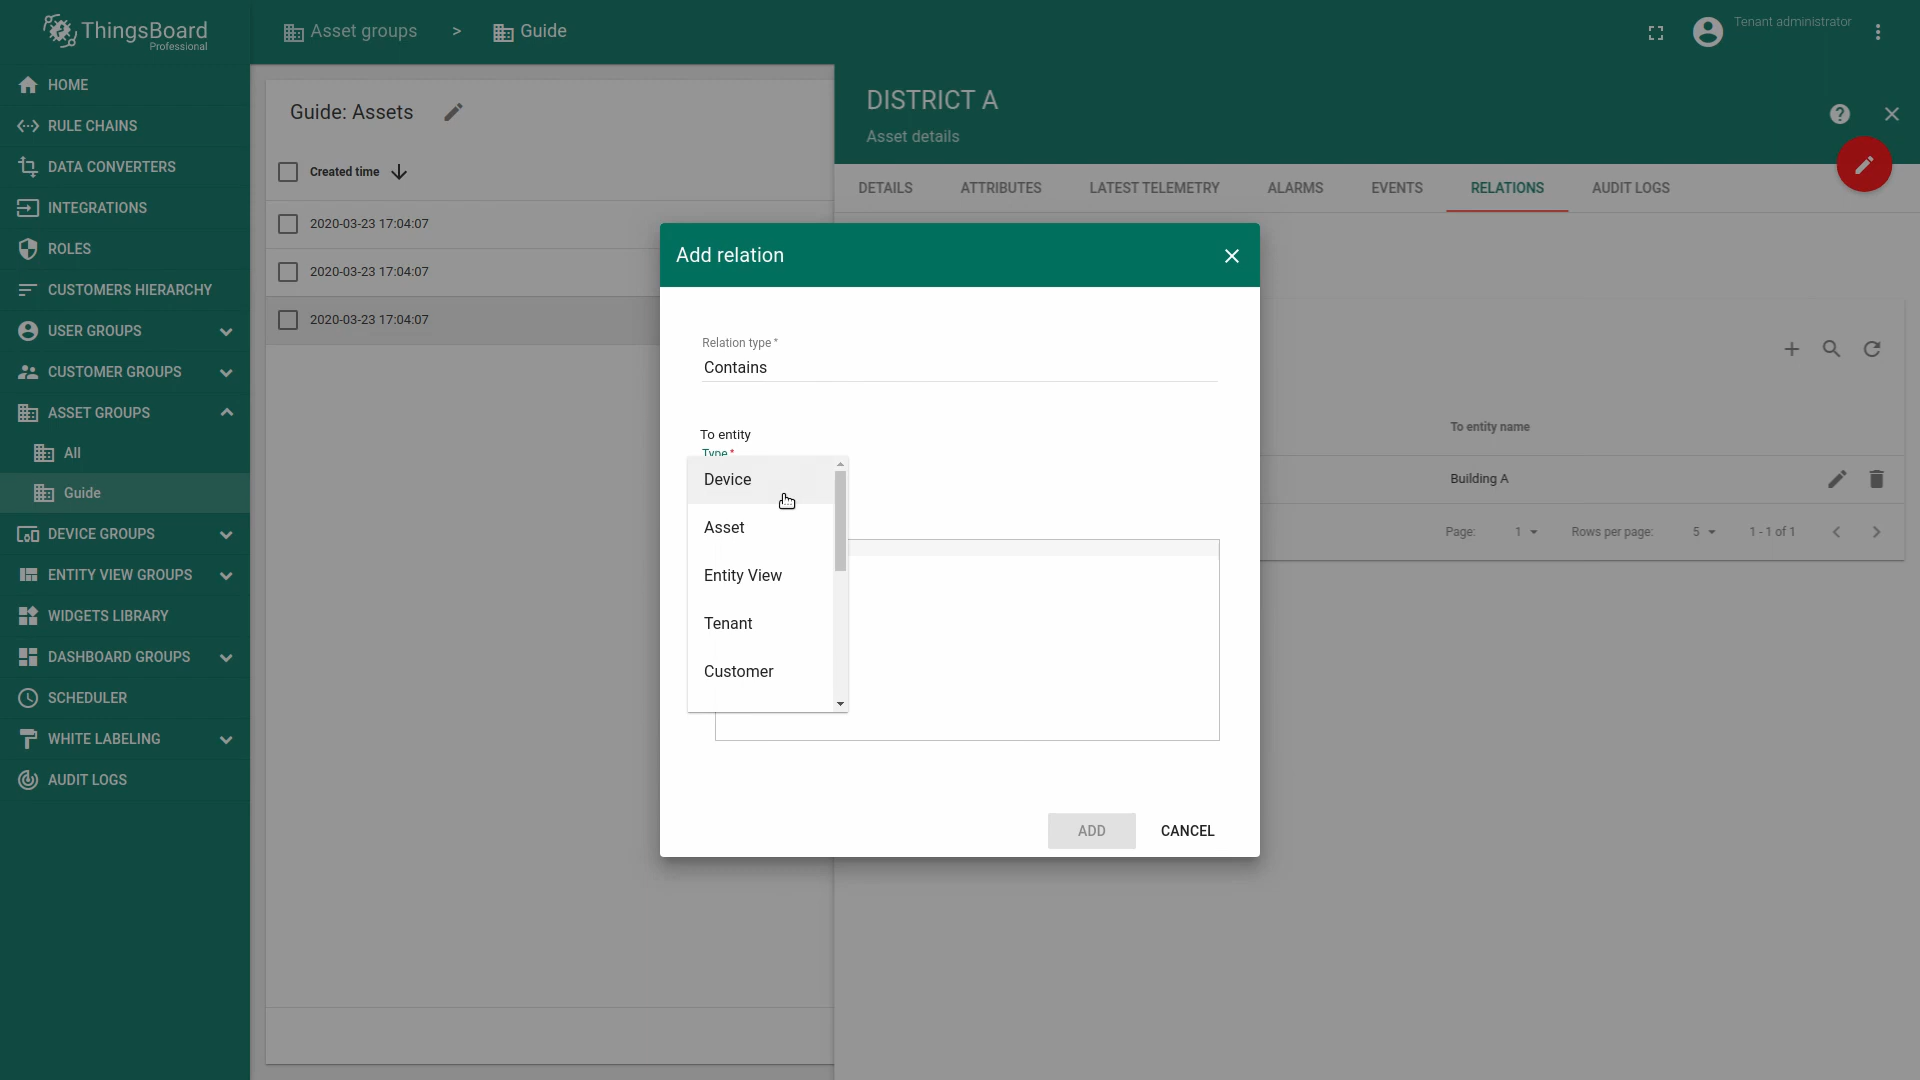 ThingsBoard
Professional
HOME
RULE CHAINS
DATA CONVERTERS
INTEGRATIONS
ROLES
CUSTOMERS HIERARCHY
USER GROUPS
CUSTOMER GROUPS
ASSET GROUPS
All
Guide
DEVICE GROUPS
ENTITY VIEW GROUPS
WIDGETS LIBRARY
DASHBOARD GROUPS
SCHEDULER
WHITE LABELING
AUDIT LOGS
Asset groups > Guide
Tenant administrator
Guide: Assets
Created time
2020-03-23 17:04:07
2020-03-23 17:04:07
2020-03-23 17:04:07
DISTRICT A
Asset details
DETAILS ATTRIBUTES LATEST TELEMETRY ALARMS EVENTS RELATIONS AUDIT LOGS
To entity name
Building A
Page: 1 Rows per page: 5 1 - 1 of 1
Add relation
Relation type *
Contains
To entity
Type *
Device
Asset
Entity View
Tenant
Customer
ADD CANCEL